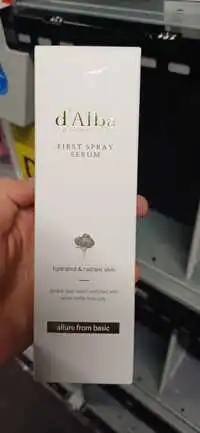 d'Alba
FIRST SPRAY
SERUM
hydrated & radiant skin
allure from basic